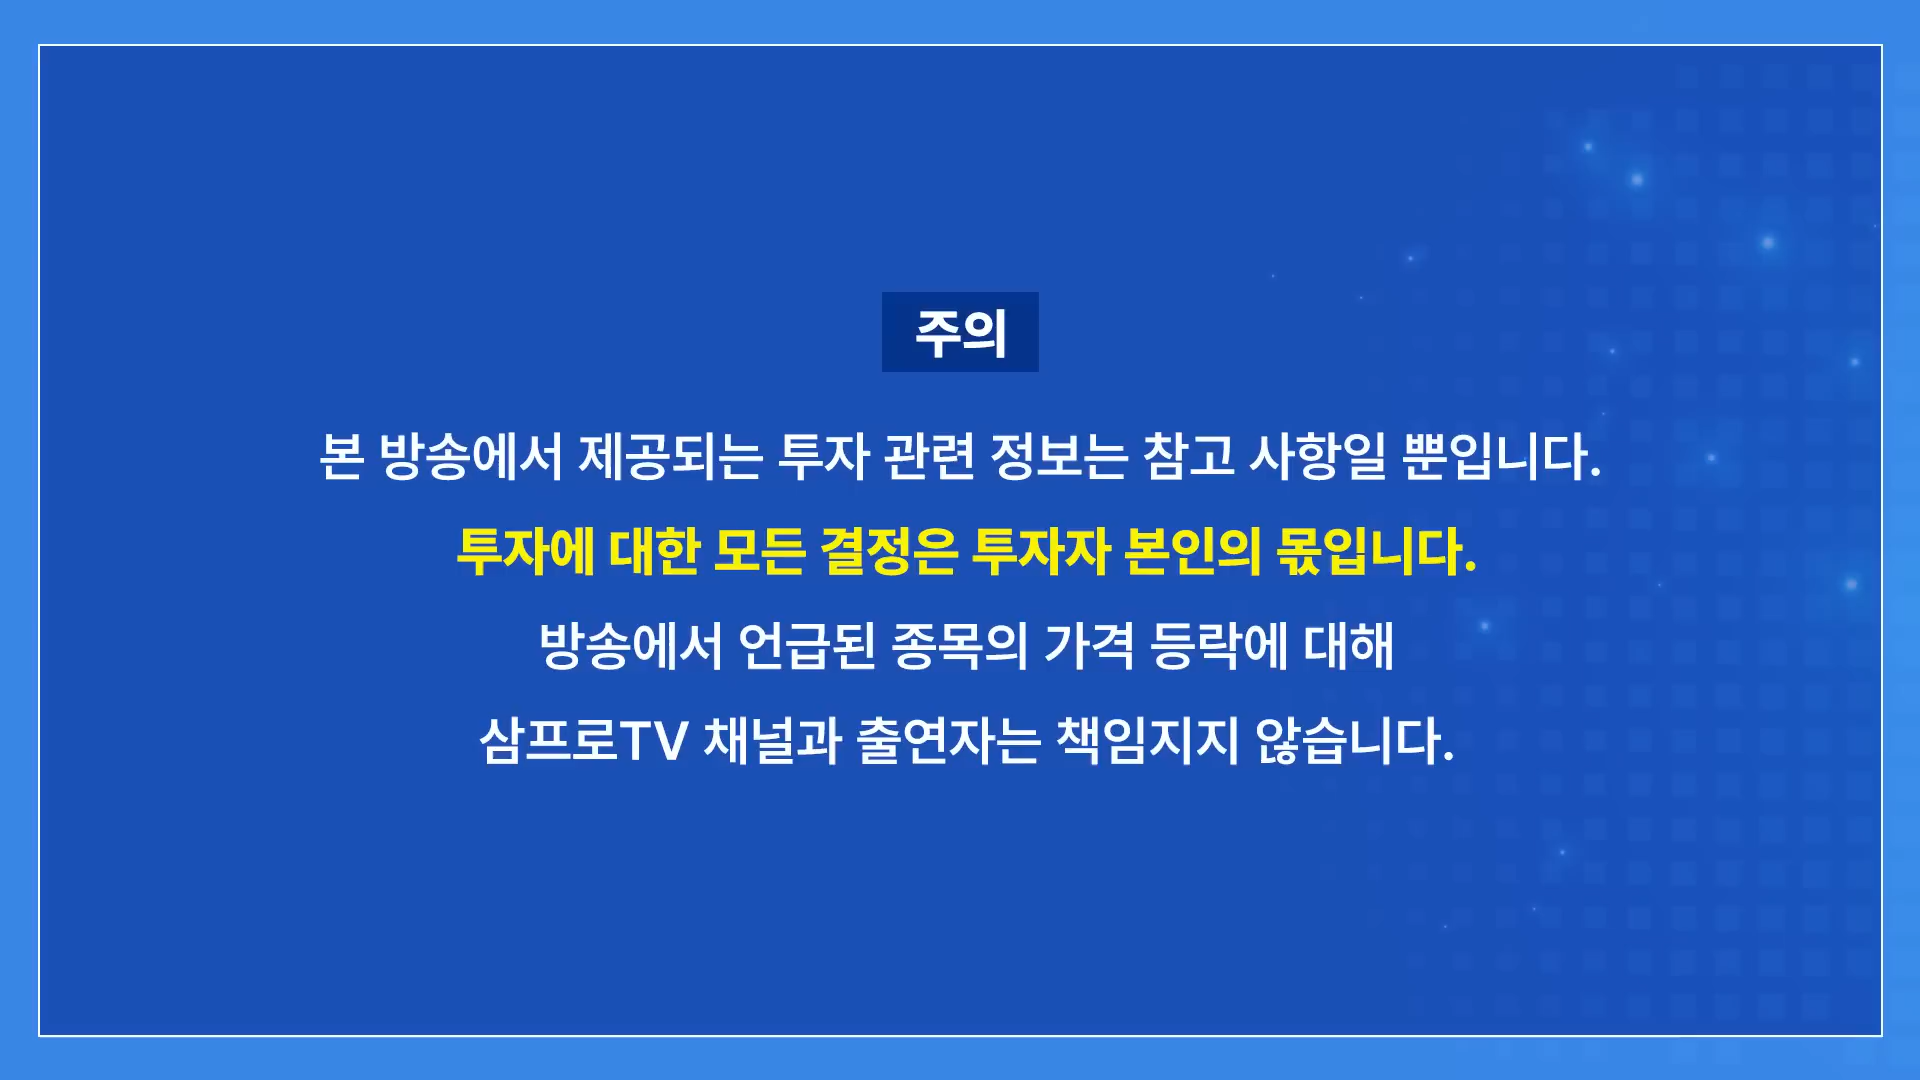 주의
본 방송에서 제공되는 투자 관련 정보는 참고 사항일 뿐입니다.
투자에 대한 모든 결정은 투자자 본인의 몫입니다.
방송에서 언급된 종목의 가격 등락에 대해
삼프로TV 채널과 출연자는 책임지지 않습니다.